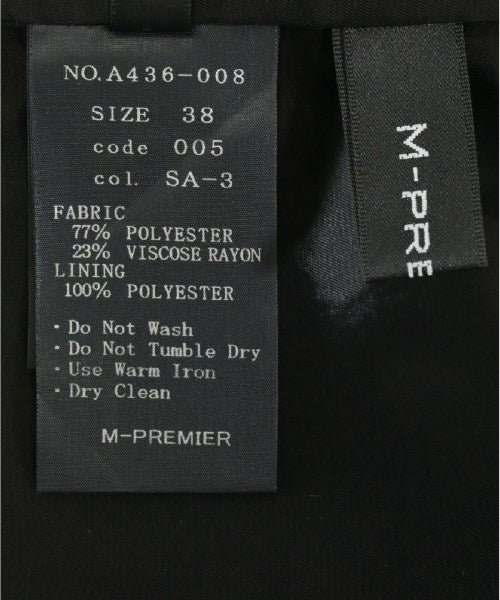 NO.A436-008
SIZE 38
code 005
col. SA-3
FABRIC
77% POLYESTER
23% VISCOSE RAYON
LINING
100% POLYESTER
・Do Not Wash
・Do Not Tumble Dry
・Use Warm Iron
・Dry Clean
M-PREMIER
M-PRE